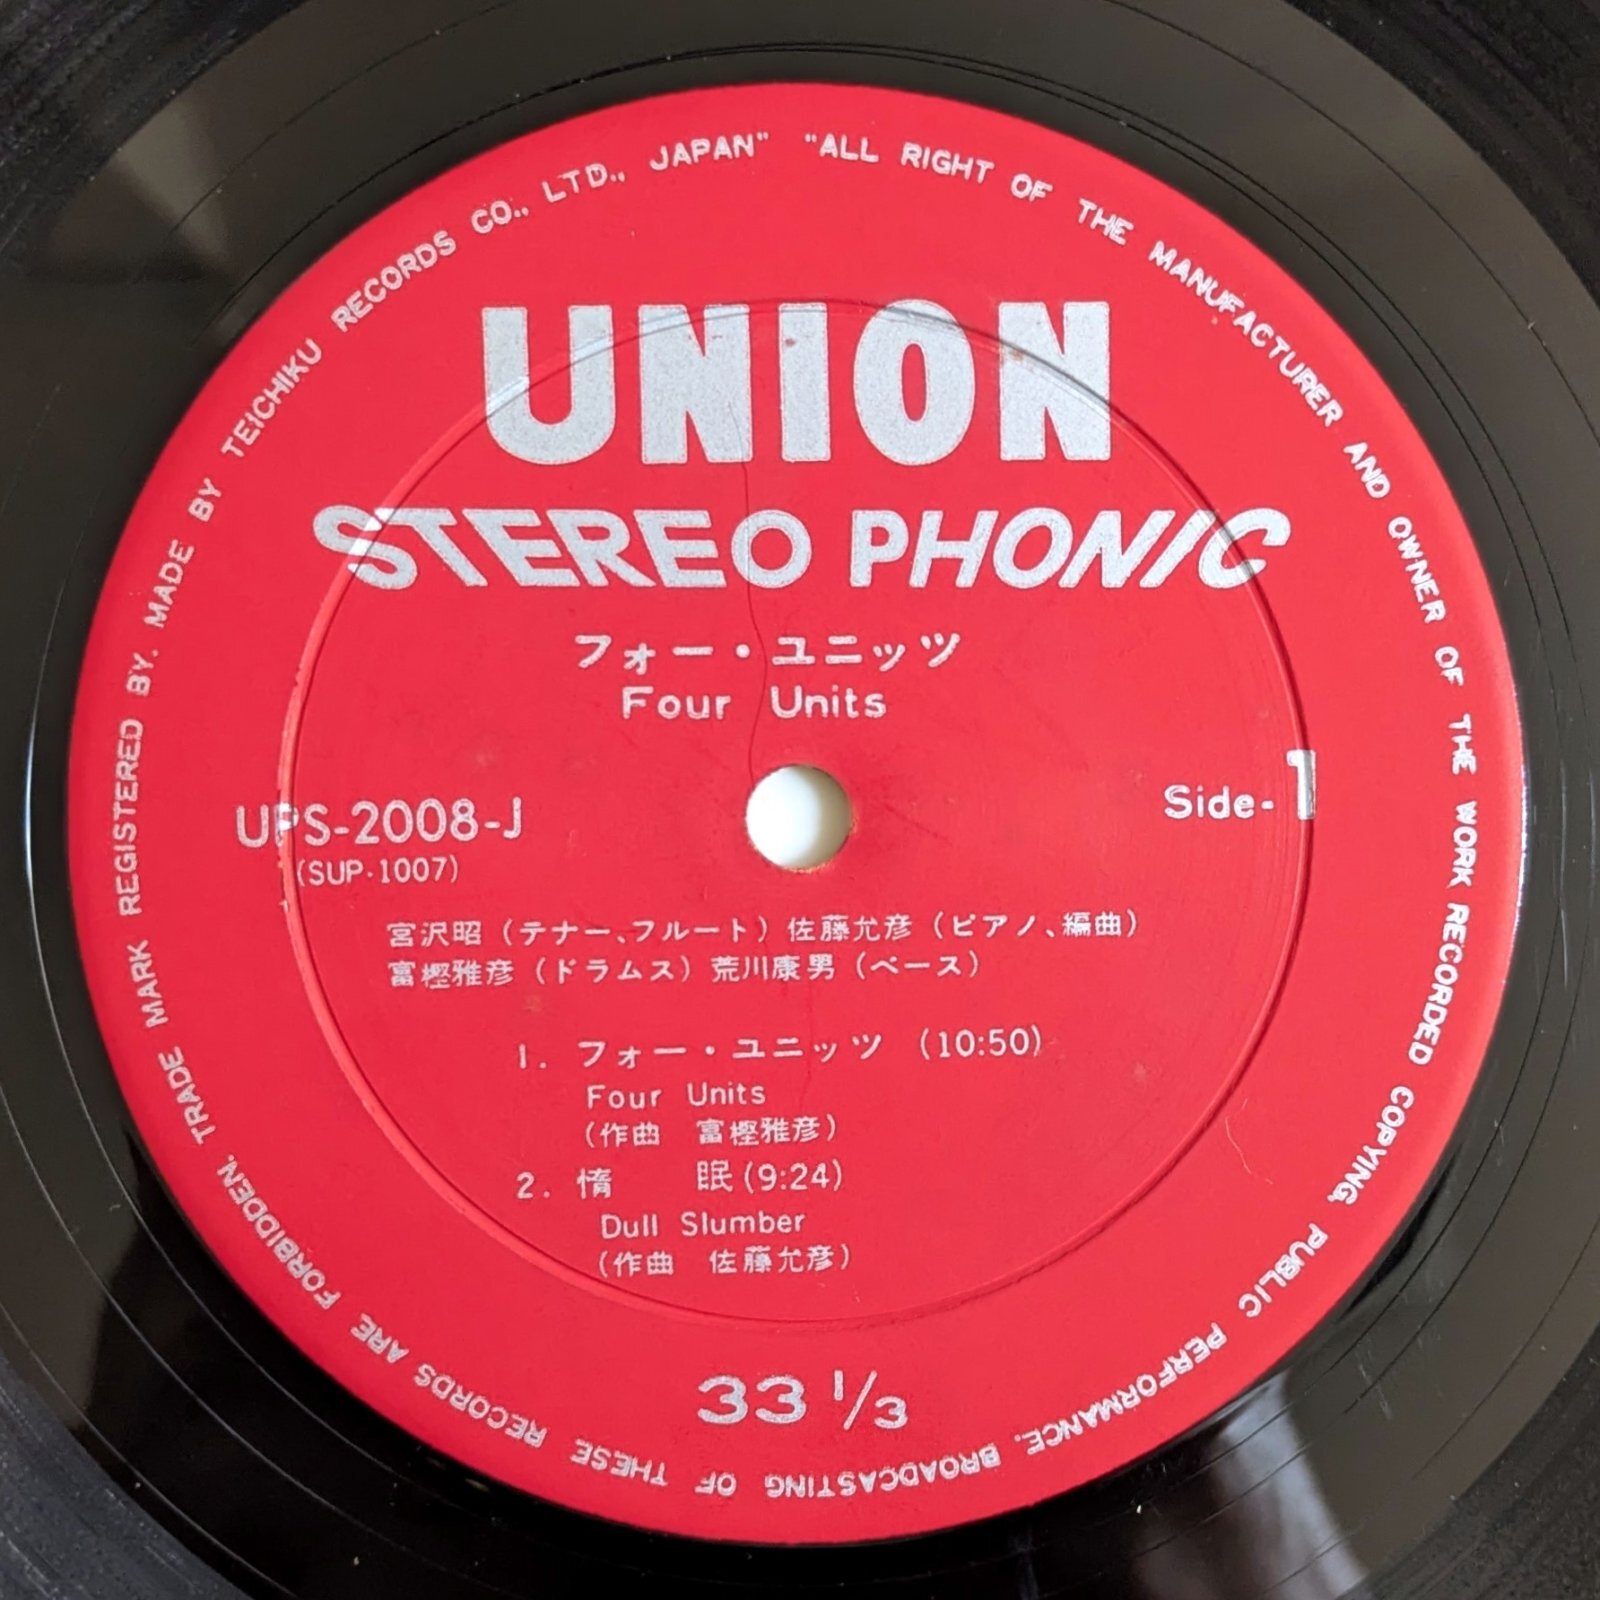 "ALL RIGHT OF THE MANUFACTURER AND OWNER OF THE WORK RECORDED COPYING, PUBLIC PERFORMANCE, BROADCASTING OF THESE RECORDS ARE FORBIDDEN, TRADE MARK REGISTERED BY. MADE BY TEICHIKU RECORDS CO., LTD., JAPAN"
UNION
STEREO PHONIC
フォー・ユニッツ
Four Units
UPS-2008-J
(SUP·1007)
Side-1
宮沢昭（テナー、フルート）佐藤允彦（ピアノ、編曲）
富樫雅彦（ドラムス）荒川康男（ベース）
1. フォー・ユニッツ (10:50)
Four Units
(作曲 富樫雅彦)
2. 惰 眠 (9:24)
Dull Slumber
(作曲 佐藤允彦)
33 1/3